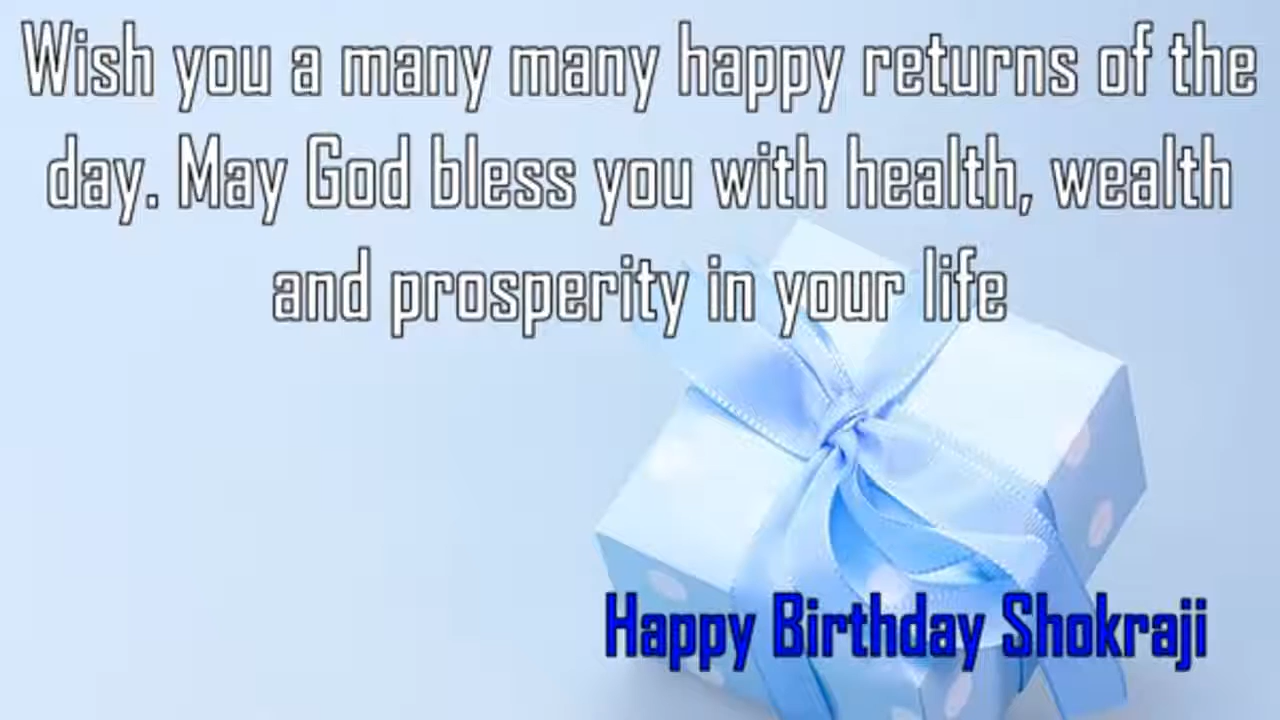 Wish you a many many happy returns of the
day. May God bless you with health, wealth
and prosperity in your life
Happy Birthday Shokraji